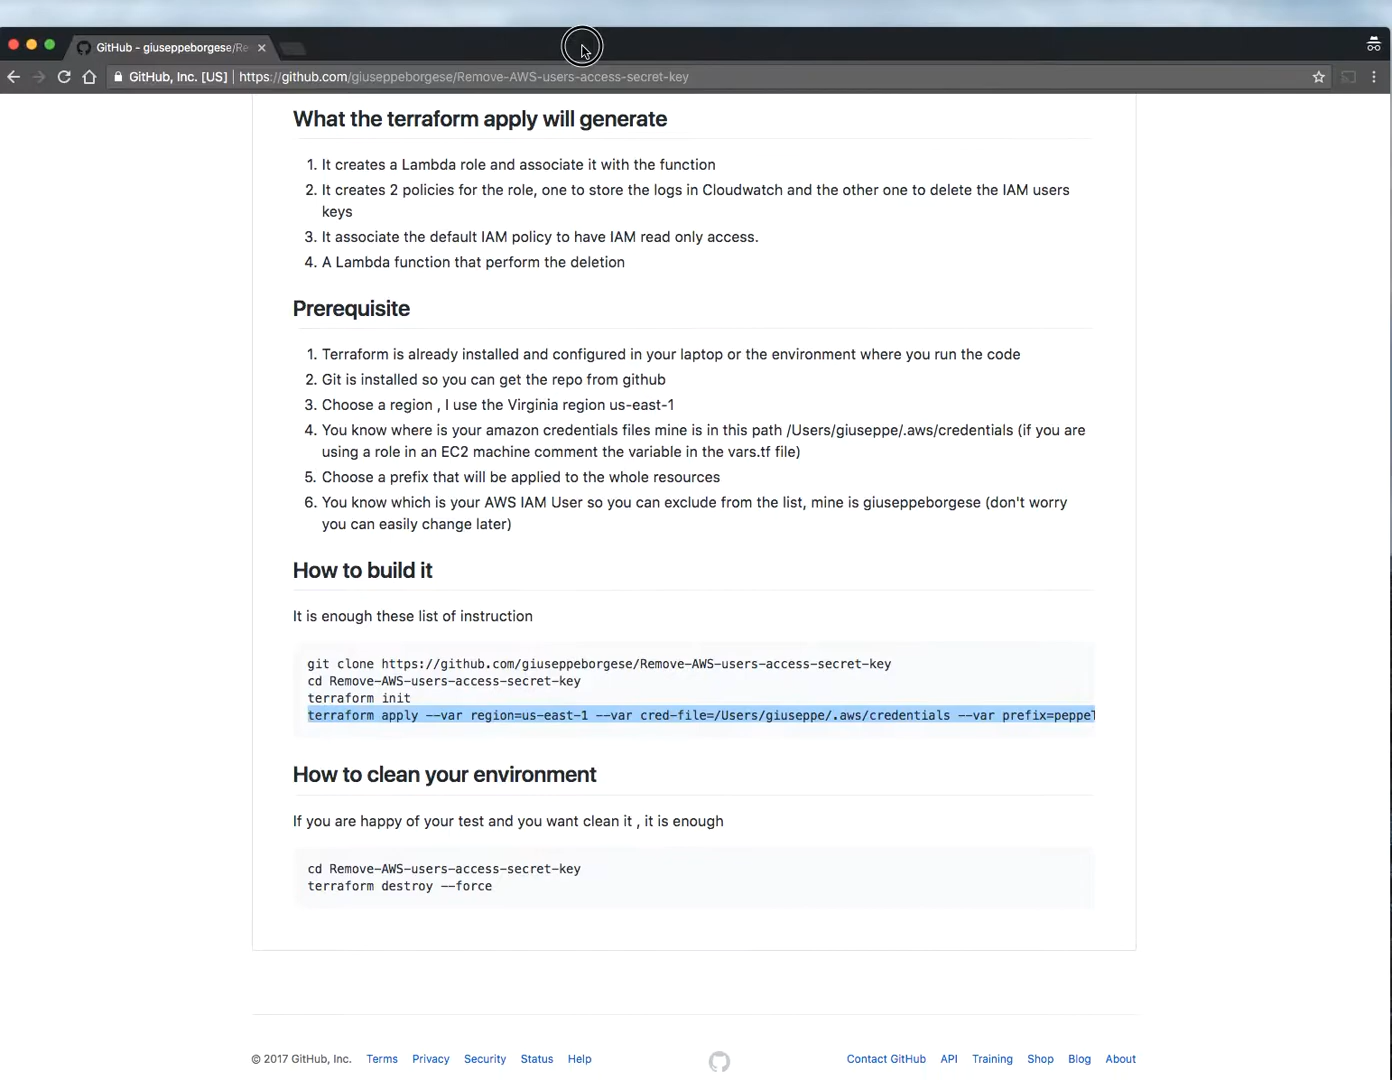 GitHub - giuseppeborgese/Re
GitHub, Inc. [US] | https://github.com/giuseppeborgese/Remove-AWS-users-access-secret-key
What the terraform apply will generate
1. It creates a Lambda role and associate it with the function
2. It creates 2 policies for the role, one to store the logs in Cloudwatch and the other one to delete the IAM users
keys
3. It associate the default IAM policy to have IAM read only access.
4. A Lambda function that perform the deletion
Prerequisite
1. Terraform is already installed and configured in your laptop or the environment where you run the code
2. Git is installed so you can get the repo from github
3. Choose a region , I use the Virginia region us-east-1
4. You know where is your amazon credentials files mine is in this path /Users/giuseppe/.aws/credentials (if you are
using a role in an EC2 machine comment the variable in the vars.tf file)
5. Choose a prefix that will be applied to the whole resources
6. You know which is your AWS IAM User so you can exclude from the list, mine is giuseppeborgese (don't worry
you can easily change later)
How to build it
It is enough these list of instruction
git clone https://github.com/giuseppeborgese/Remove-AWS-users-access-secret-key
cd Remove-AWS-users-access-secret-key
terraform init
terraform apply --var region=us-east-1 --var cred-file=/Users/giuseppe/.aws/credentials --var prefix=peppeT
How to clean your environment
If you are happy of your test and you want clean it , it is enough
cd Remove-AWS-users-access-secret-key
terraform destroy --force
© 2017 GitHub, Inc. Terms Privacy Security Status Help Contact GitHub API Training Shop Blog About